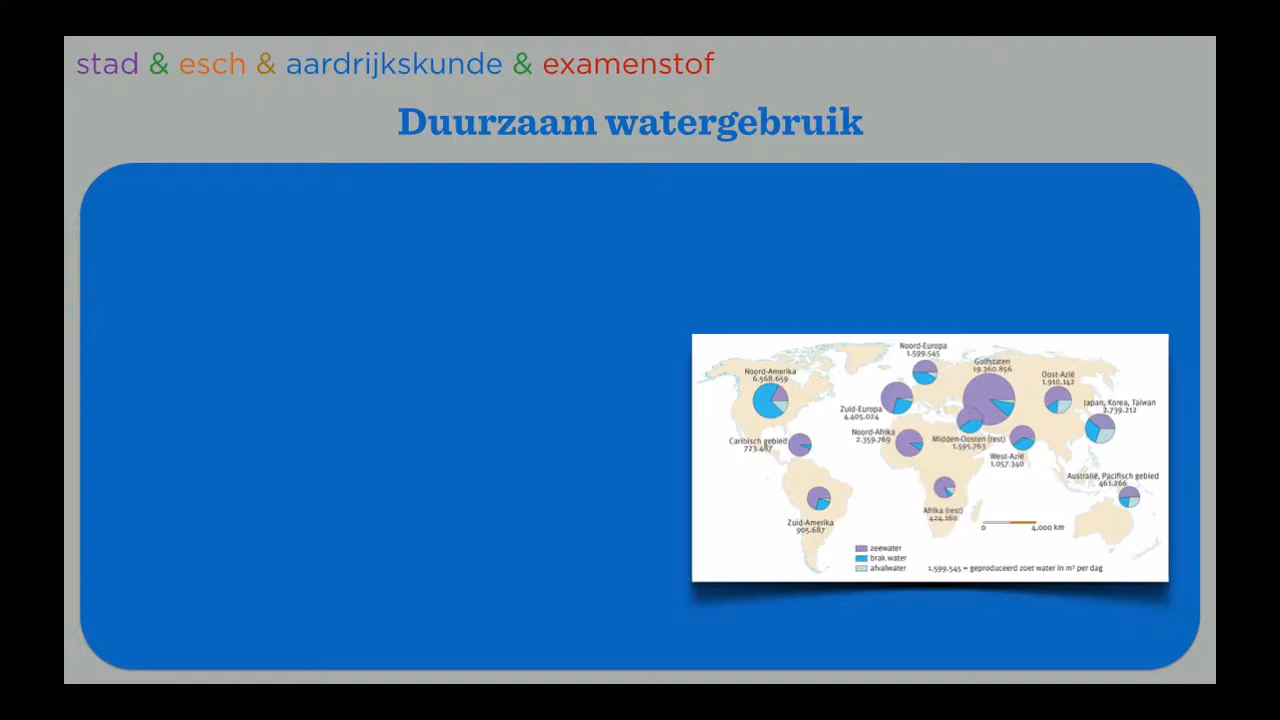 stad & esch & aardrijkskunde & examenstof
Duurzaam watergebruik
Noord-Europa
1.599.545
Golfstaten
19.360.856
Noord-Amerika
6.568.659
Oost-Azië
1.910.142
Zuid-Europa
4.405.024
Japan, Korea, Taiwan
2.739.212
Noord-Afrika
2.359.769
Midden-Oosten (rest)
1.595.763
Caribisch gebied
723.487
West-Azië
1.057.340
Australië, Pacifisch gebied
461.266
Afrika (rest)
424.160
Zuid-Amerika
905.687
0 4.000 km
zeewater
brak water
afvalwater 1.599.545 = geproduceerd zoet water in m³ per dag